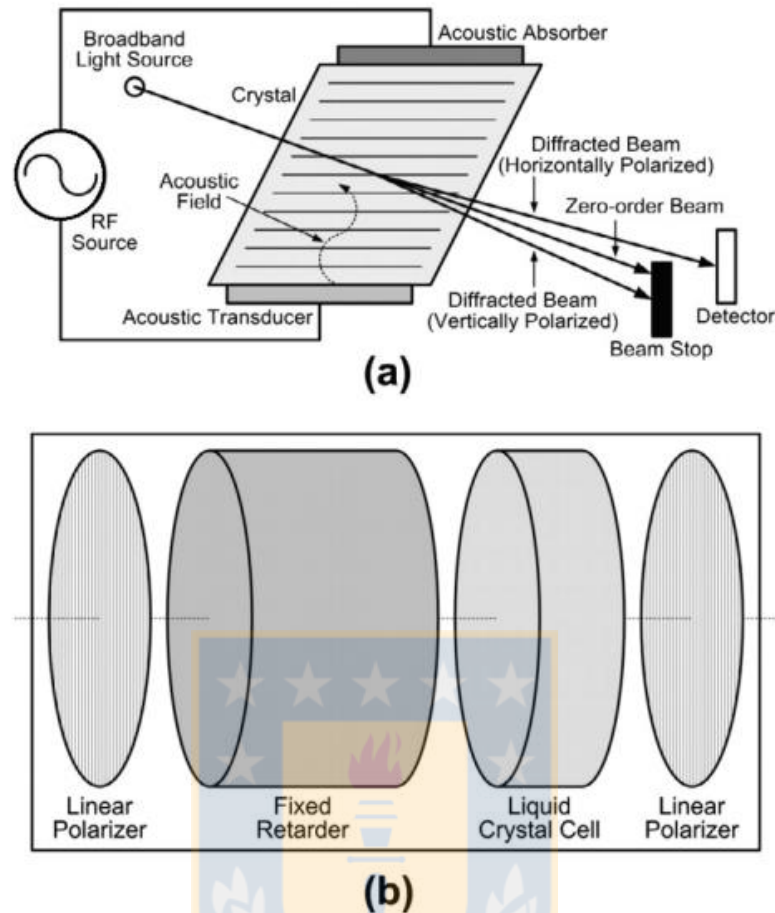 Broadband
Light Source
Acoustic Absorber
Crystal
Diffracted Beam
(Horizontally Polarized)
Acoustic
Field
Zero-order Beam
RF
Source
Acoustic Transducer
Diffracted Beam
(Vertically Polarized)
Detector
Beam Stop
(a)
Linear
Polarizer
Fixed
Retarder
Liquid
Crystal Cell
Linear
Polarizer
(b)